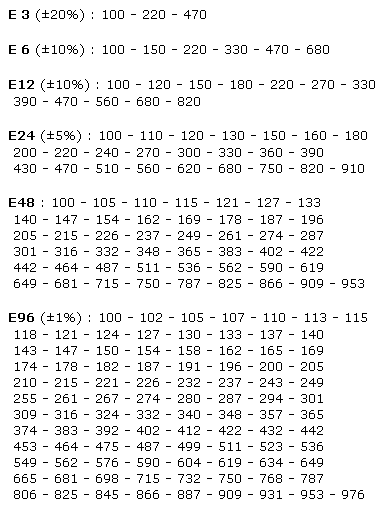 E 3 (±20%) : 100 - 220 - 470
E 6 (±10%) : 100 - 150 - 220 - 330 - 470 - 680
E12 (±10%) : 100 - 120 - 150 - 180 - 220 - 270 - 330
390 - 470 - 560 - 680 - 820
E24 (±5%) : 100 - 110 - 120 - 130 - 150 - 160 - 180
200 - 220 - 240 - 270 - 300 - 330 - 360 - 390
430 - 470 - 510 - 560 - 620 - 680 - 750 - 820 - 910
E48 : 100 - 105 - 110 - 115 - 121 - 127 - 133
140 - 147 - 154 - 162 - 169 - 178 - 187 - 196
205 - 215 - 226 - 237 - 249 - 261 - 274 - 287
301 - 316 - 332 - 348 - 365 - 383 - 402 - 422
442 - 464 - 487 - 511 - 536 - 562 - 590 - 619
649 - 681 - 715 - 750 - 787 - 825 - 866 - 909 - 953
E96 (±1%) : 100 - 102 - 105 - 107 - 110 - 113 - 115
118 - 121 - 124 - 127 - 130 - 133 - 137 - 140
143 - 147 - 150 - 154 - 158 - 162 - 165 - 169
174 - 178 - 182 - 187 - 191 - 196 - 200 - 205
210 - 215 - 221 - 226 - 232 - 237 - 243 - 249
255 - 261 - 267 - 274 - 280 - 287 - 294 - 301
309 - 316 - 324 - 332 - 340 - 348 - 357 - 365
374 - 383 - 392 - 402 - 412 - 422 - 432 - 442
453 - 464 - 475 - 487 - 499 - 511 - 523 - 536
549 - 562 - 576 - 590 - 604 - 619 - 634 - 649
665 - 681 - 698 - 715 - 732 - 750 - 768 - 787
806 - 825 - 845 - 866 - 887 - 909 - 931 - 953 - 976